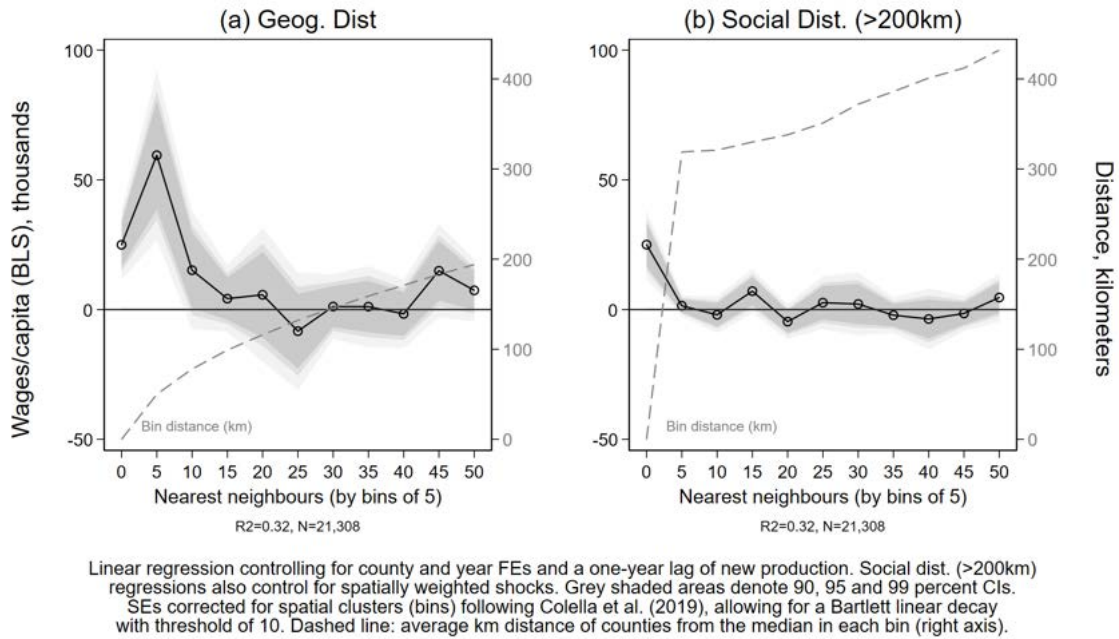 (a) Geog. Dist
(b) Social Dist. (>200km)
Wages/capita (BLS), thousands
100
50
0
-50
400
300
200
100
0
Bin distance (km)
0 5 10 15 20 25 30 35 40 45 50
Nearest neighbours (by bins of 5)
R2=0.32, N=21,308
100
50
0
-50
400
300
200
100
0
Distance, kilometers
Bin distance (km)
0 5 10 15 20 25 30 35 40 45 50
Nearest neighbours (by bins of 5)
R2=0.32, N=21,308
Linear regression controlling for county and year FEs and a one-year lag of new production. Social dist. (>200km)
regressions also control for spatially weighted shocks. Grey shaded areas denote 90, 95 and 99 percent CIs.
SEs corrected for spatial clusters (bins) following Colella et al. (2019), allowing for a Bartlett linear decay
with threshold of 10. Dashed line: average km distance of counties from the median in each bin (right axis).